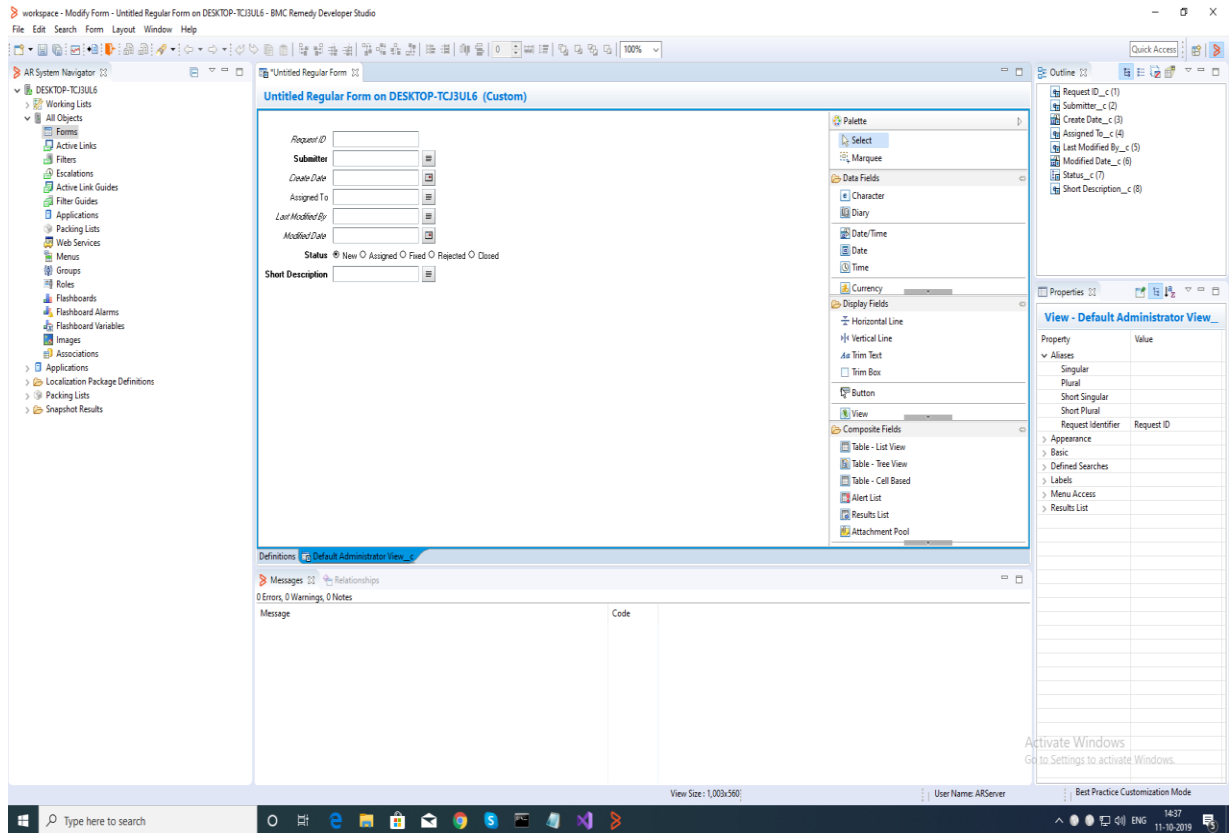 workspace - Modify Form - Untitled Regular Form on DESKTOP-TCJ3UL6 - BMC Remedy Developer Studio
File Edit Search Form Layout Window Help
0 100% Quick Access
AR System Navigator
DESKTOP-TCJ3UL6
Working Lists
All Objects
Forms
Active Links
Filters
Escalations
Active Link Guides
Filter Guides
Applications
Packing Lists
Web Services
Menus
Groups
Roles
Flashboards
Flashboard Alarms
Flashboard Variables
Images
Associations
Applications
Localization Package Definitions
Packing Lists
Snapshot Results
*Untitled Regular Form
Untitled Regular Form on DESKTOP-TCJ3UL6 (Custom)
Request ID
Submitter
Create Date
Assigned To
Last Modified By
Modified Date
Status New Assigned Fixed Rejected Closed
Short Description
Palette
Select
Marquee
Data Fields
Character
Diary
Date/Time
Date
Time
Currency
Display Fields
Horizontal Line
Vertical Line
Trim Text
Trim Box
Button
View
Composite Fields
Table - List View
Table - Tree View
Table - Cell Based
Alert List
Results List
Attachment Pool
Definitions Default Administrator View__c
Messages Relationships
0 Errors, 0 Warnings, 0 Notes
Message Code
Outline
Request ID__c (1)
Submitter__c (2)
Create Date__c (3)
Assigned To__c (4)
Last Modified By__c (5)
Modified Date__c (6)
Status__c (7)
Short Description__c (8)
Properties
View - Default Administrator View__
Property Value
Aliases
Singular
Plural
Short Singular
Short Plural
Request Identifier Request ID
Appearance
Basic
Defined Searches
Labels
Menu Access
Results List
Activate Windows
Go to Settings to activate Windows.
View Size : 1,003x560 User Name: ARServer Best Practice Customization Mode
Type here to search
ENG 14:37
11-10-2019